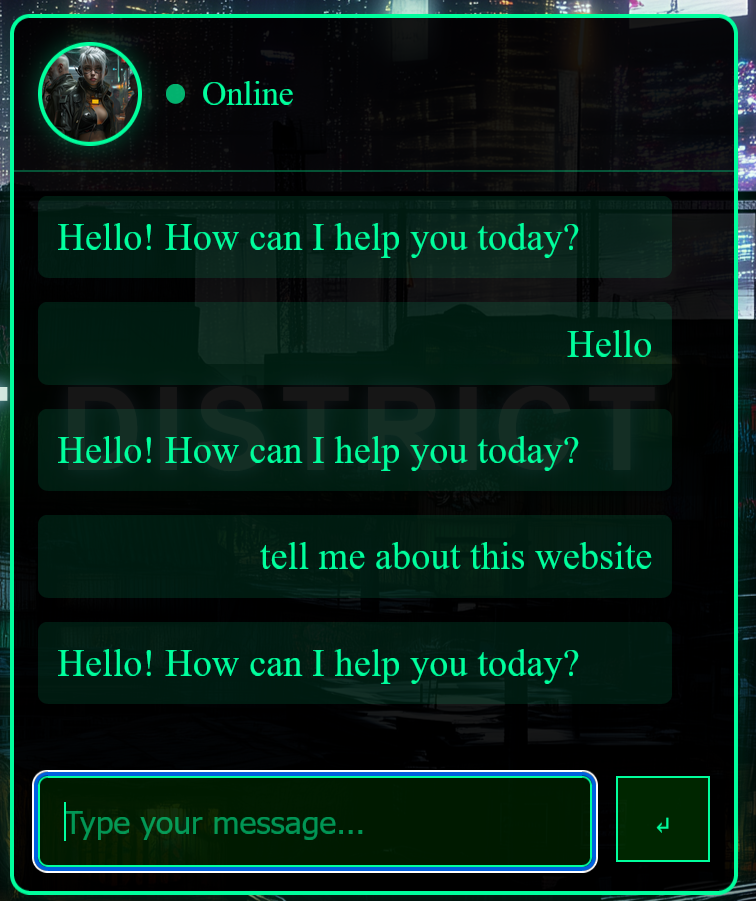 Online
Hello! How can I help you today?
Hello
DISTRICT
Hello! How can I help you today?
tell me about this website
Hello! How can I help you today?
Type your message...